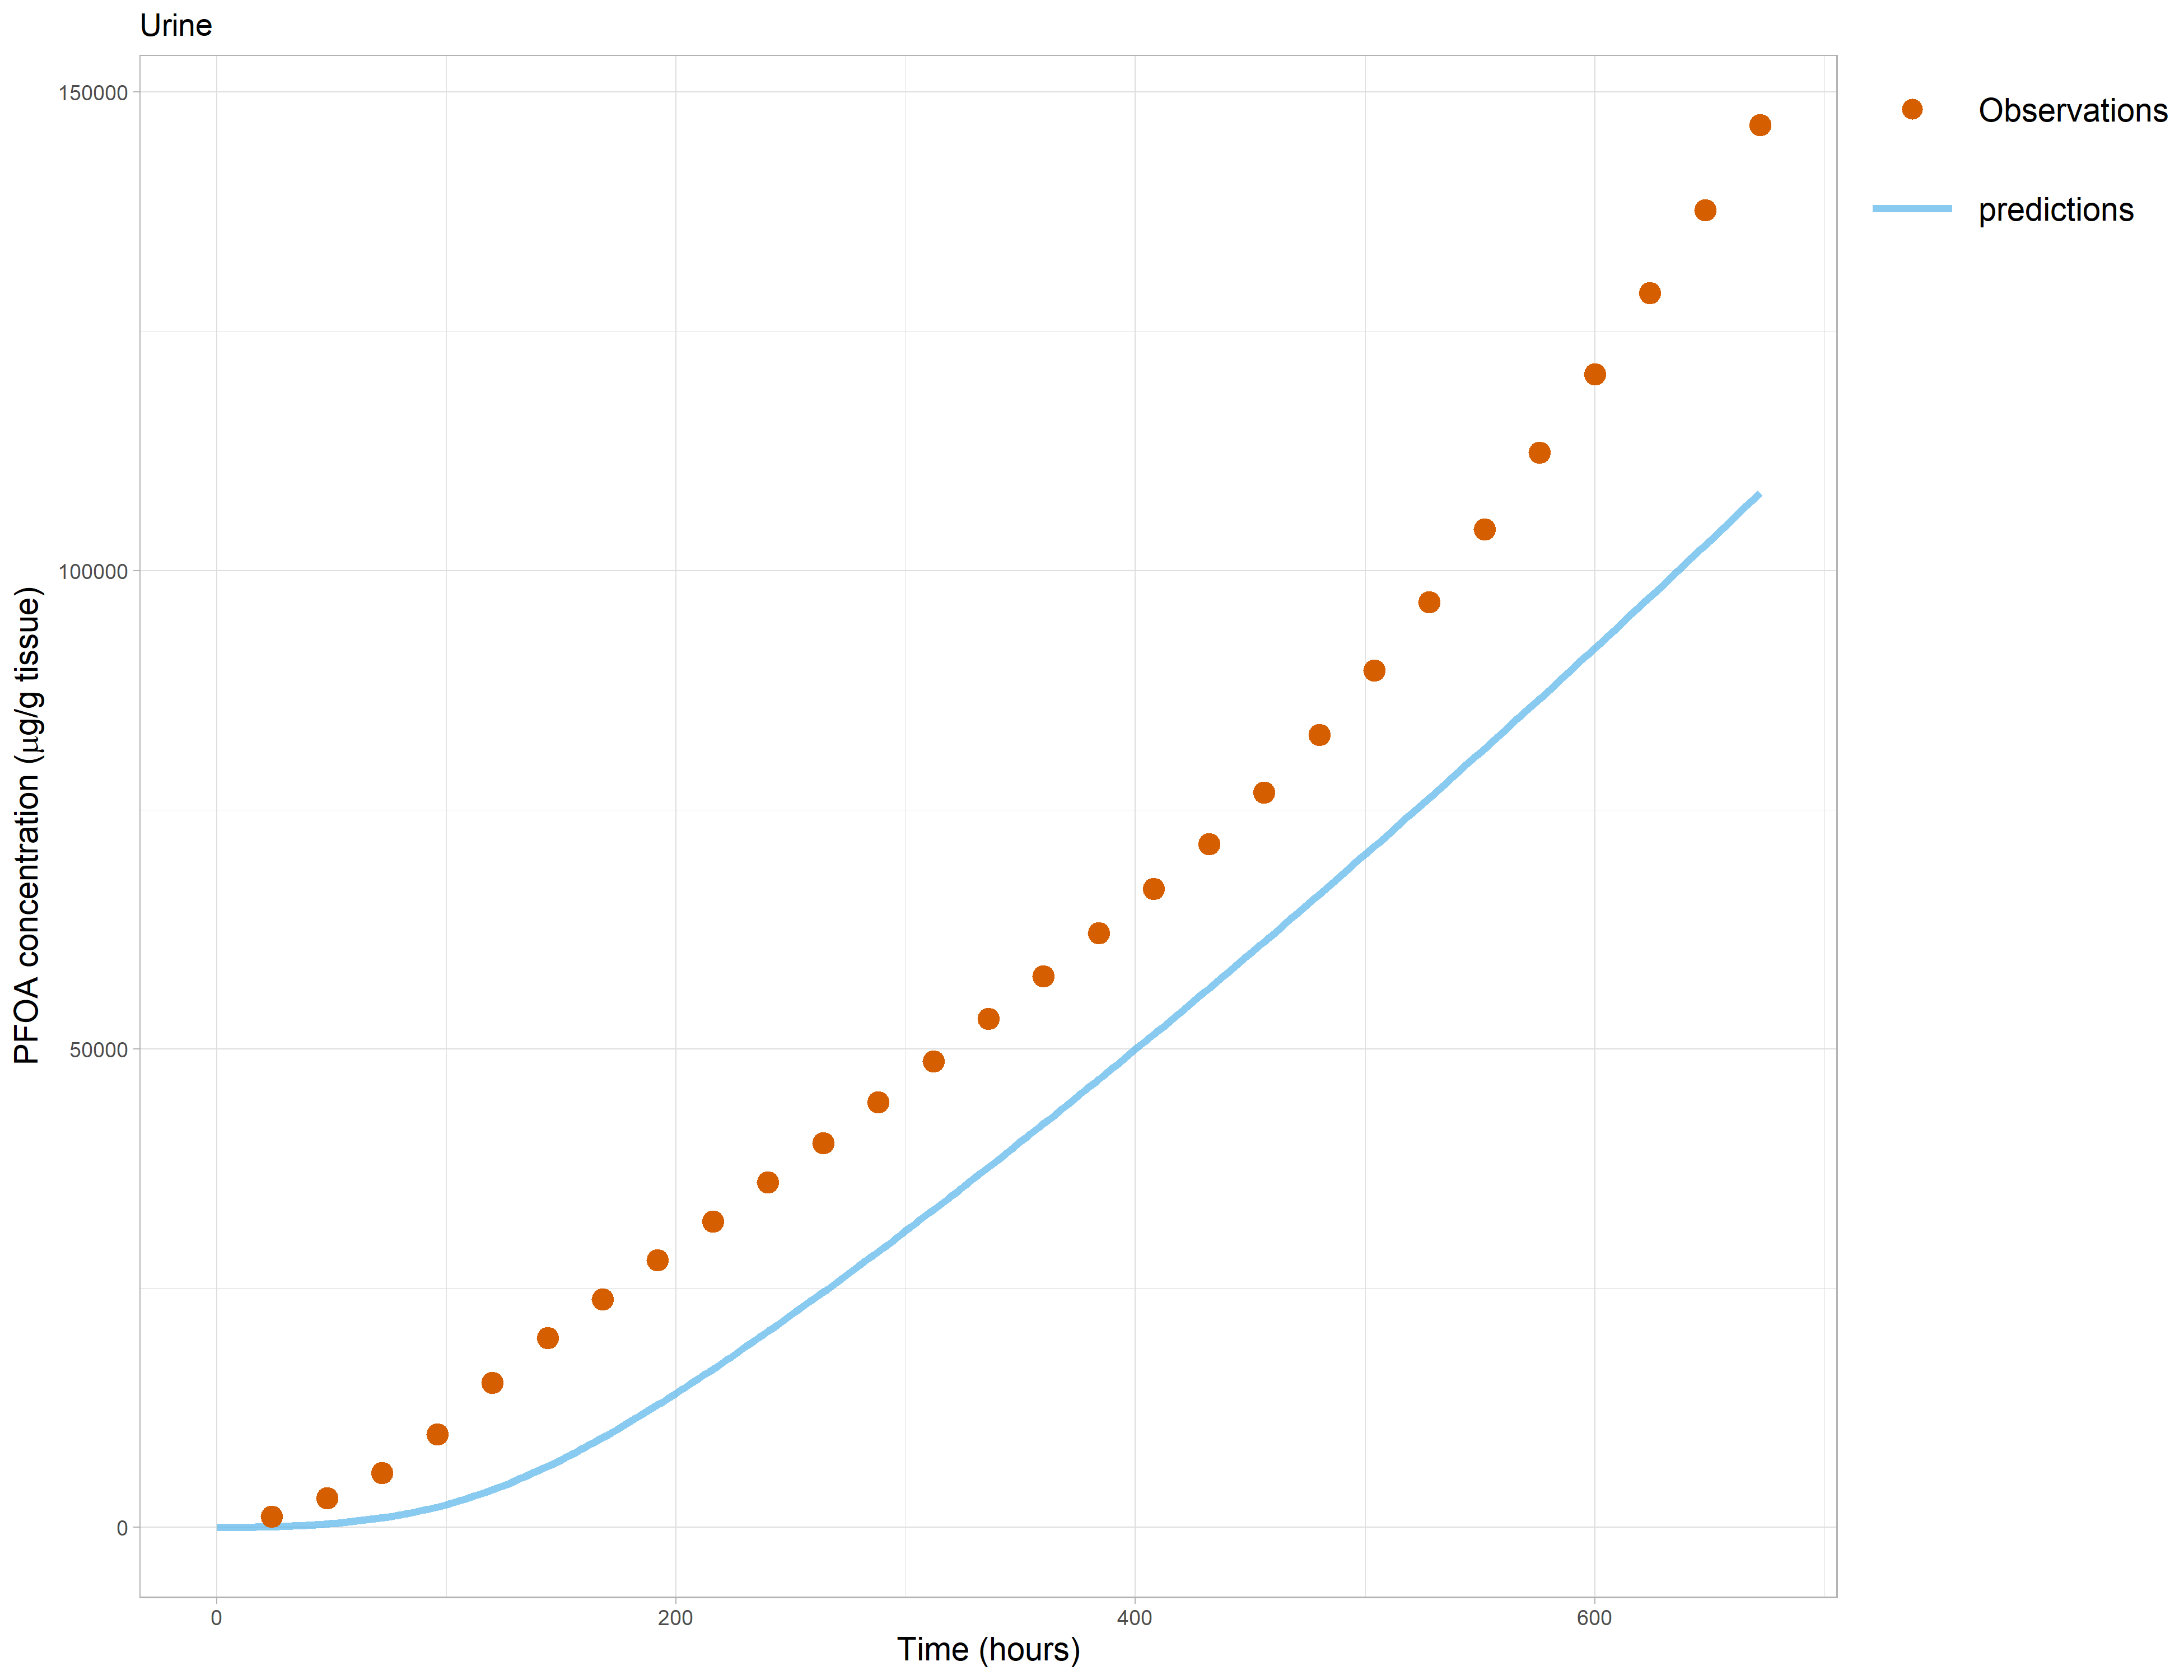 Urine
PFOA concentration (μg/g tissue)
150000
100000
50000
0
0 200 400 600
Time (hours)
Observations
predictions